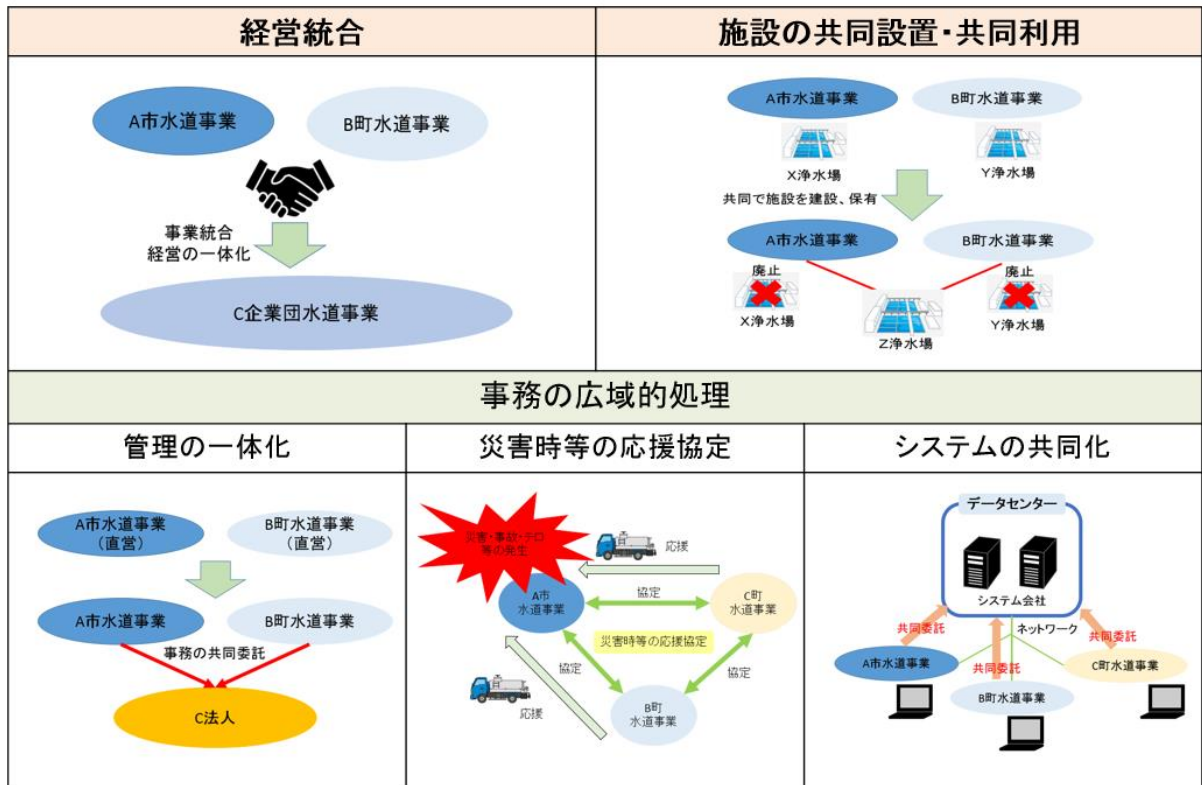 経営統合
A市水道事業
B町水道事業
事業統合
経営の一体化
C企業団水道事業
施設の共同設置・共同利用
A市水道事業
B町水道事業
X浄水場
Y浄水場
共同で施設を建設、保有
A市水道事業
B町水道事業
廃止
廃止
X浄水場
Z浄水場
Y浄水場
事務の広域的処理
管理の一体化
A市水道事業
(直営)
B町水道事業
(直営)
A市水道事業
B町水道事業
事務の共同委託
C法人
災害時等の応援協定
災害・事故・テロ
等の発生
応援
A市
水道事業
協定
C町
水道事業
災害時等の応援協定
協定
協定
応援
B町
水道事業
システムの共同化
データセンター
システム会社
ネットワーク
共同委託
共同委託
共同委託
A市水道事業
C町水道事業
B町水道事業